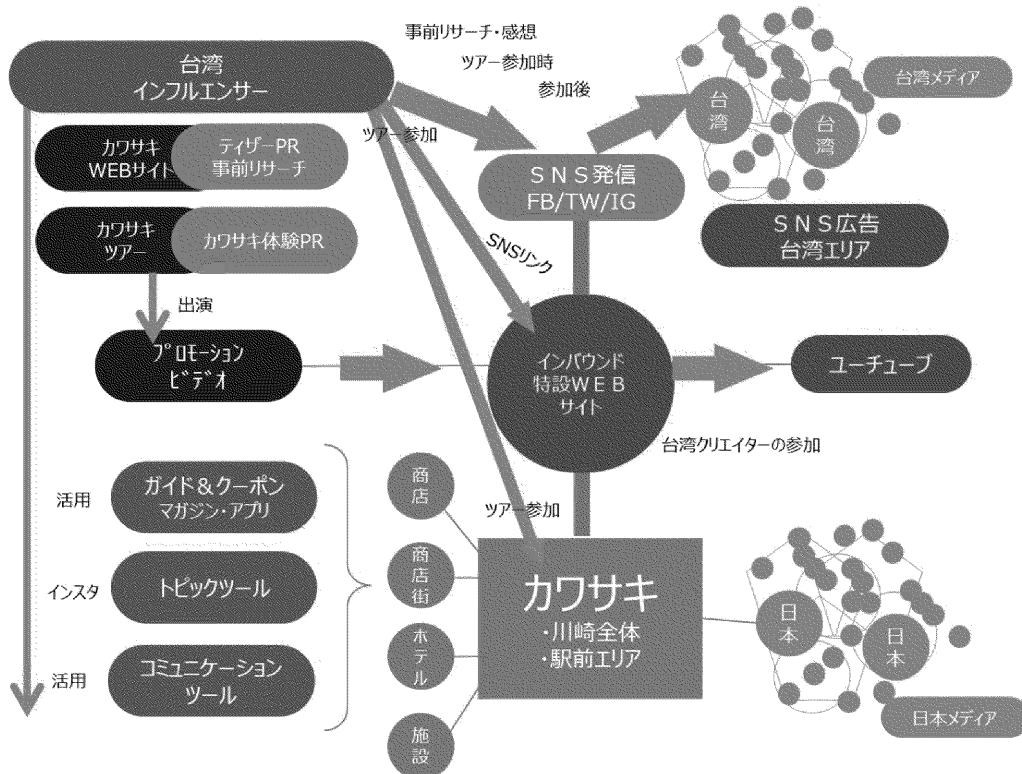 台湾
インフルエンサー
事前リサーチ・感想
ツアー参加時
参加後
ツアー参加
台湾
台湾
台湾メディア
カワサキ
WEBサイト
ティザーPR
事前リサーチ
ＳＮＳ発信
FB/TW/IG
ＳＮＳ広告
台湾エリア
カワサキ
ツアー
カワサキ体験PR
SNSリンク
出演
ﾌﾟﾛﾓｰｼｮﾝ
ﾋﾞﾃﾞｵ
インバウンド
特設ＷＥＢ
サイト
ユーチューブ
台湾クリエイターの参加
活用
ガイド＆クーポン
マガジン・アプリ
商店
ツアー参加
インスタ
トピックツール
商店街
カワサキ
・川崎全体
・駅前エリア
日本
日本
ホテル
活用
コミュニケーション
ツール
施設
日本メディア